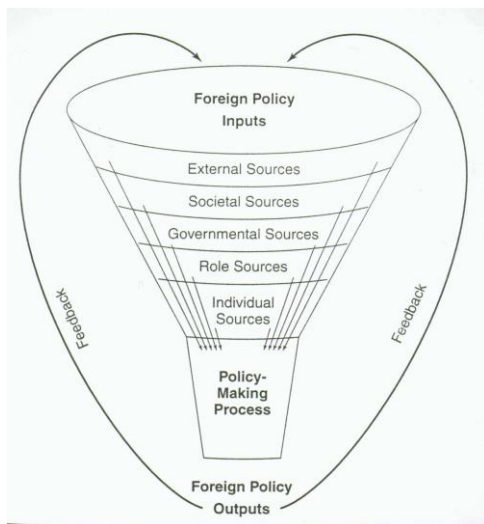 Foreign Policy
Inputs
External Sources
Societal Sources
Governmental Sources
Role Sources
Individual
Sources
Feedback
Feedback
Policy-
Making
Process
Foreign Policy
Outputs